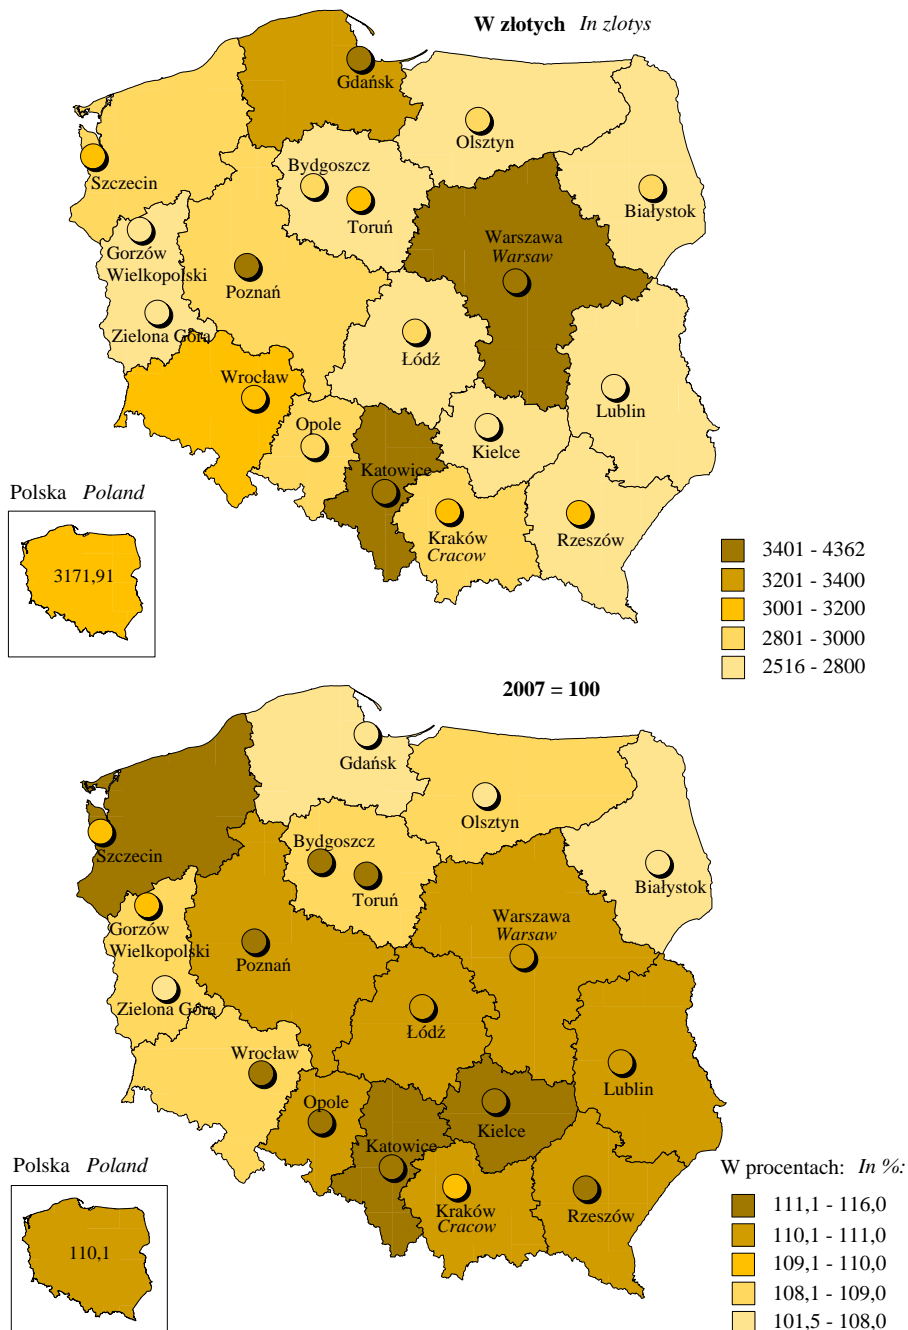 W złotych In zlotys
Gdańsk
Olsztyn
Bydgoszcz
Szczecin
Białystok
Toruń
Warszawa
Warsaw
Gorzów
Wielkopolski
Poznań
Zielona Góra
Łódź
Wrocław
Lublin
Opole
Kielce
Katowice
Polska Poland
Kraków
Cracow
Rzeszów
3171,91
3401 - 4362
3201 - 3400
3001 - 3200
2801 - 3000
2516 - 2800
2007 = 100
Gdańsk
Olsztyn
Bydgoszcz
Szczecin
Białystok
Toruń
Warszawa
Warsaw
Gorzów
Wielkopolski
Poznań
Zielona Góra
Łódź
Wrocław
Lublin
Opole
Kielce
Katowice
Polska Poland
Kraków
Cracow
Rzeszów
110,1
W procentach: In %:
111,1 - 116,0
110,1 - 111,0
109,1 - 110,0
108,1 - 109,0
101,5 - 108,0